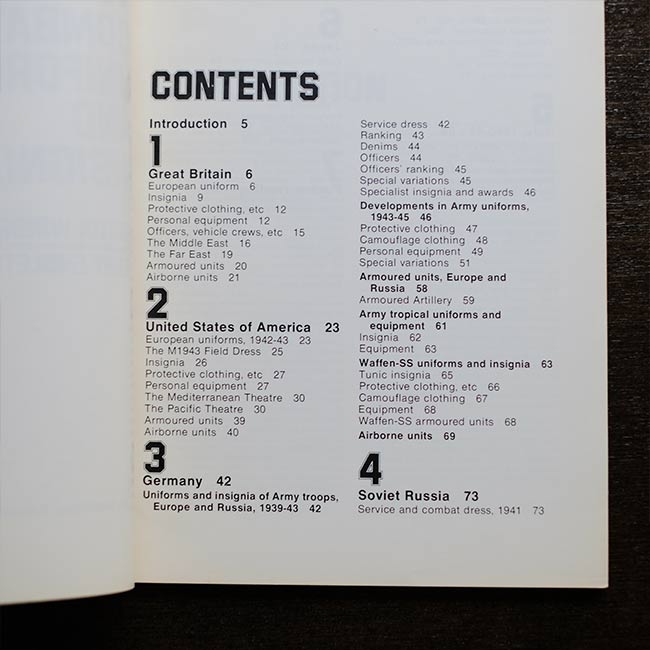 CONTENTS
Introduction 5
1
Great Britain 6
European uniform 6
Insignia 9
Protective clothing, etc 12
Personal equipment 12
Officers, vehicle crews, etc 15
The Middle East 16
The Far East 19
Armoured units 20
Airborne units 21
2
United States of America 23
European uniforms, 1942-43 23
The M1943 Field Dress 25
Insignia 26
Protective clothing, etc 27
Personal equipment 27
The Mediterranean Theatre 30
The Pacific Theatre 30
Armoured units 39
Airborne units 40
3
Germany 42
Uniforms and insignia of Army troops,
Europe and Russia, 1939-43 42
Service dress 42
Ranking 43
Denims 44
Officers 44
Officers' ranking 45
Special variations 45
Specialist insignia and awards 46
Developments in Army uniforms,
1943-45 46
Protective clothing 47
Camouflage clothing 48
Personal equipment 49
Special variations 51
Armoured units, Europe and
Russia 58
Armoured Artillery 59
Army tropical uniforms and
equipment 61
Insignia 62
Equipment 63
Waffen-SS uniforms and insignia 63
Tunic insignia 65
Protective clothing, etc 66
Camouflage clothing 67
Equipment 68
Waffen-SS armoured units 68
Airborne units 69
4
Soviet Russia 73
Service and combat dress, 1941 73